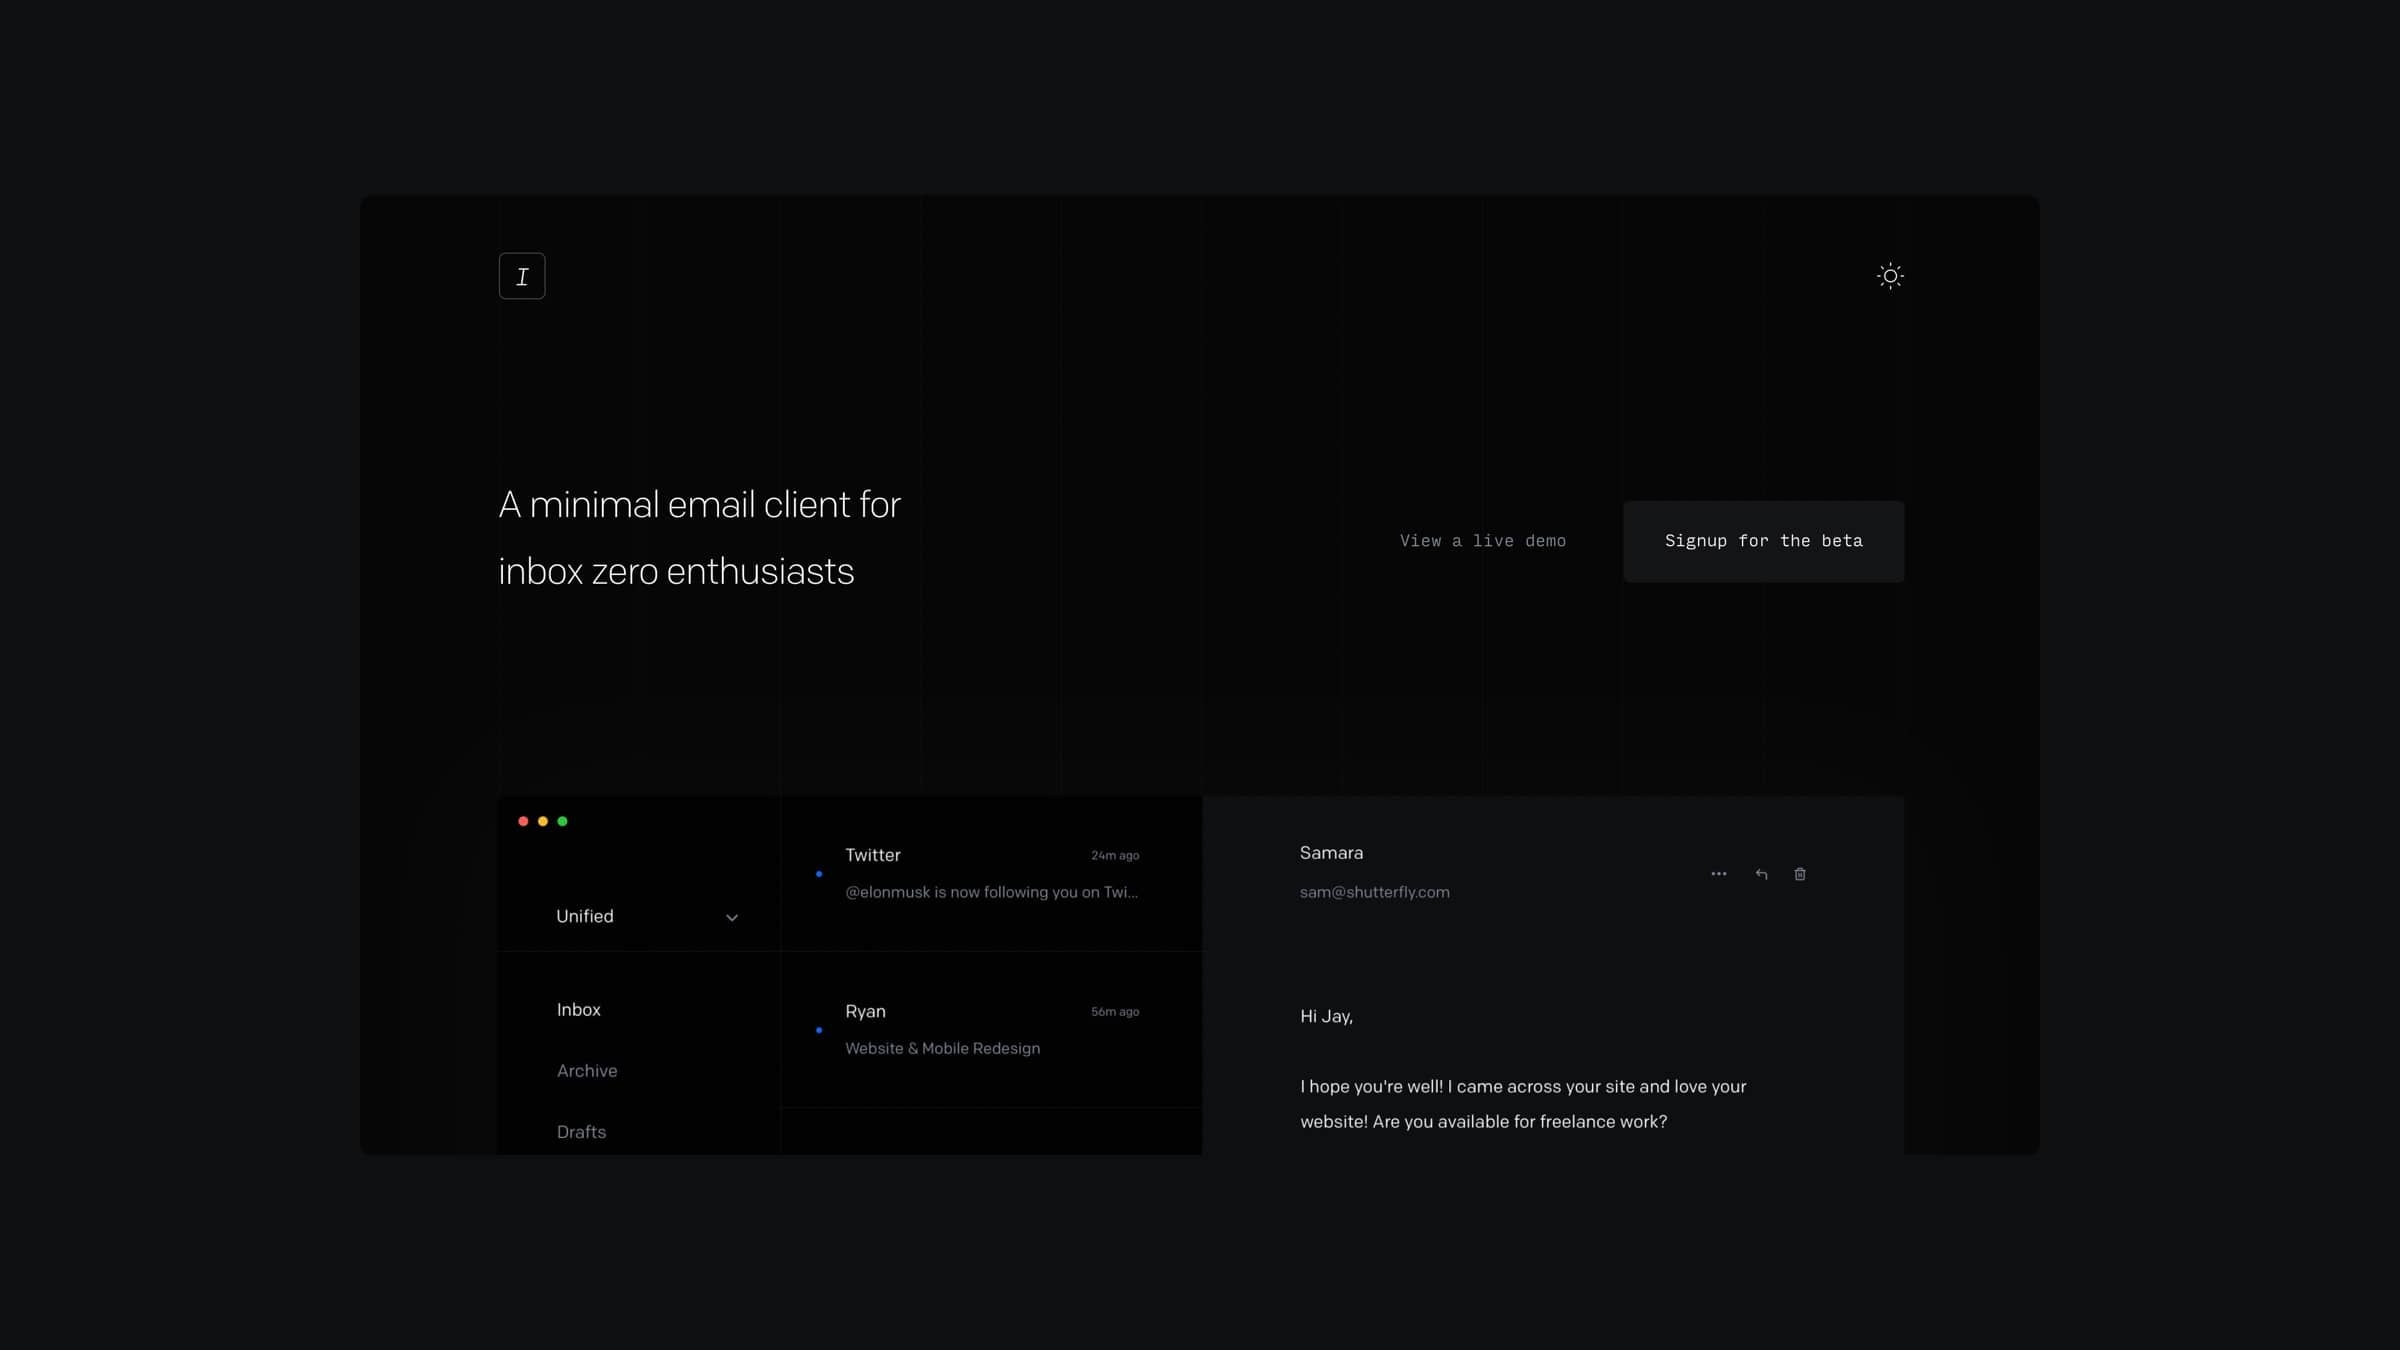 I
A minimal email client for
inbox zero enthusiasts
View a live demo
Signup for the beta
Unified
Inbox
Archive
Drafts
Twitter
24m ago
@elonmusk is now following you on Twi...
Ryan
56m ago
Website & Mobile Redesign
Samara
sam@shutterfly.com
Hi Jay,
I hope you're well! I came across your site and love your
website! Are you available for freelance work?